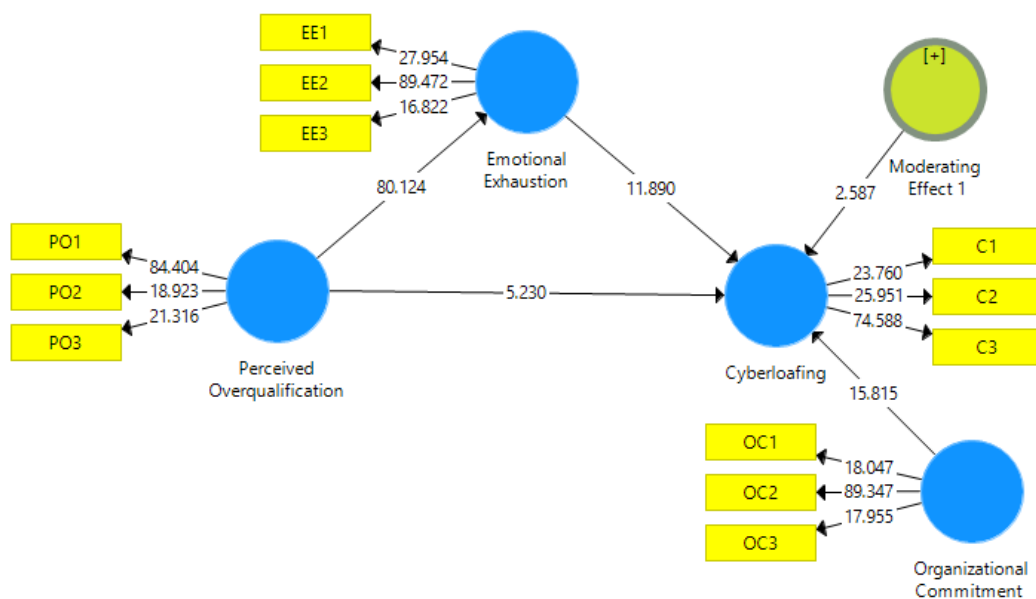 EE1
27.954
EE2
89.472
EE3
16.822
Emotional
Exhaustion
[+]
Moderating
Effect 1
80.124
11.890
2.587
PO1
84.404
PO2
18.923
PO3
21.316
Perceived
Overqualification
5.230
Cyberloafing
C1
23.760
C2
25.951
C3
74.588
15.815
OC1
18.047
OC2
89.347
OC3
17.955
Organizational
Commitment